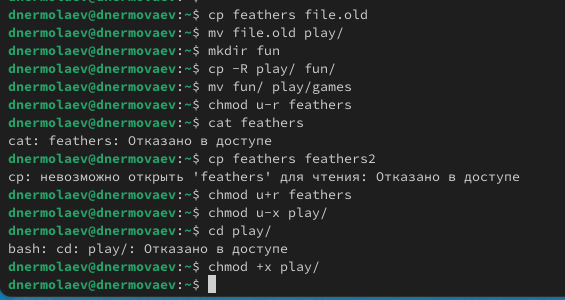 dnermolaev@dnermovaev:~$ cp feathers file.old
dnermolaev@dnermovaev:~$ mv file.old play/
dnermolaev@dnermovaev:~$ mkdir fun
dnermolaev@dnermovaev:~$ cp -R play/ fun/
dnermolaev@dnermovaev:~$ mv fun/ play/games
dnermolaev@dnermovaev:~$ chmod u-r feathers
dnermolaev@dnermovaev:~$ cat feathers
cat: feathers: Отказано в доступе
dnermolaev@dnermovaev:~$ cp feathers feathers2
cp: невозможно открыть 'feathers' для чтения: Отказано в доступе
dnermolaev@dnermovaev:~$ chmod u+r feathers
dnermolaev@dnermovaev:~$ chmod u-x play/
dnermolaev@dnermovaev:~$ cd play/
bash: cd: play/: Отказано в доступе
dnermolaev@dnermovaev:~$ chmod +x play/
dnermolaev@dnermovaev:~$